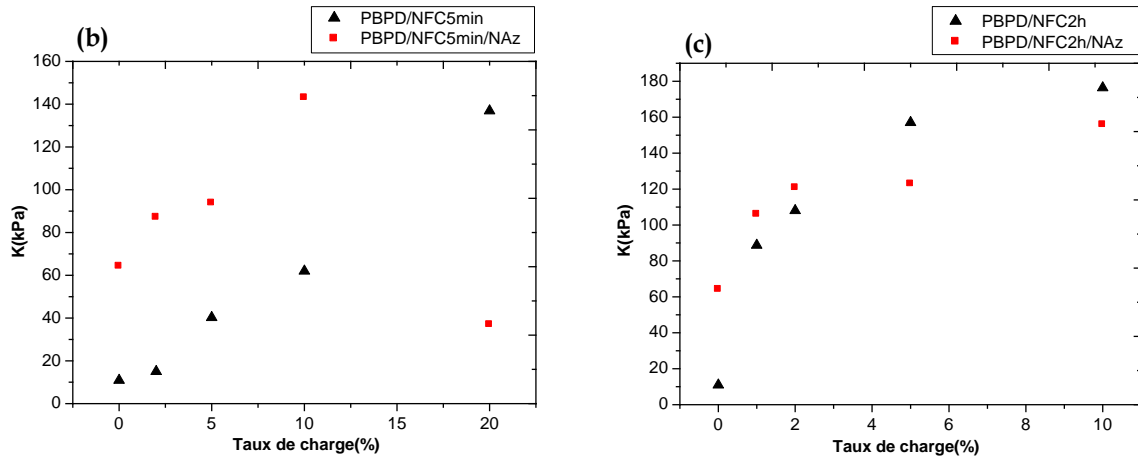 (b)
PBPD/NFC5min
PBPD/NFC5min/NAz
160
140
120
100
80
60
40
20
0
K(kPa)
0 5 10 15 20
Taux de charge(%)
(c)
PBPD/NFC2h
PBPD/NFC2h/NAz
180
160
140
120
100
80
60
40
20
0
K(kPa)
0 2 4 6 8 10
Taux de charge(%)